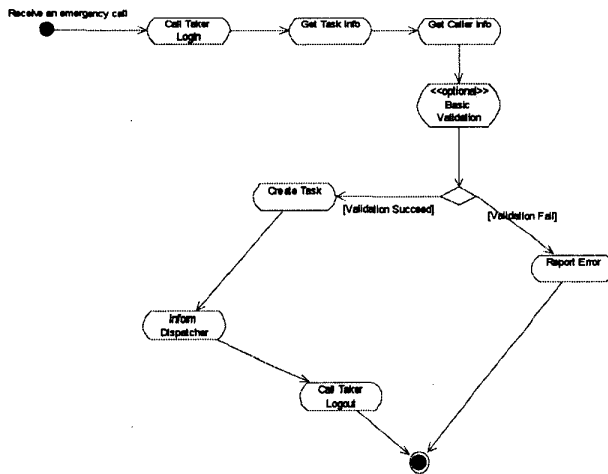 Receive an emergency call
Call Taker
Login
Get Task Info
Get Caller Info
<<optional>>
Basic
Validation
Create Task
[Validation Succeed]
[Validation Fail]
Report Error
Inform
Dispatcher
Call Taker
Logout